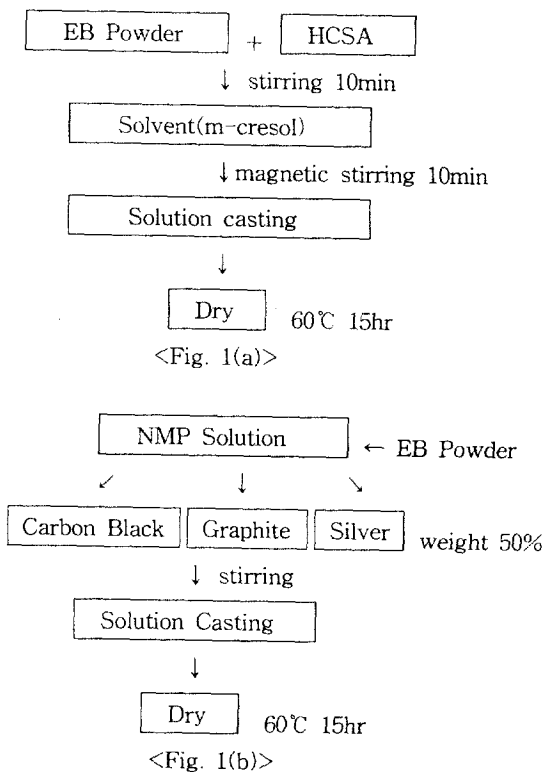 EB Powder + HCSA
↓ stirring 10min
Solvent(m-cresol)
↓ magnetic stirring 10min
Solution casting
↓
Dry 60℃ 15hr
<Fig. 1(a)>
NMP Solution ← EB Powder
↙ ↓ ↘
Carbon Black Graphite Silver weight 50%
↓ stirring
Solution Casting
↓
Dry 60℃ 15hr
<Fig. 1(b)>